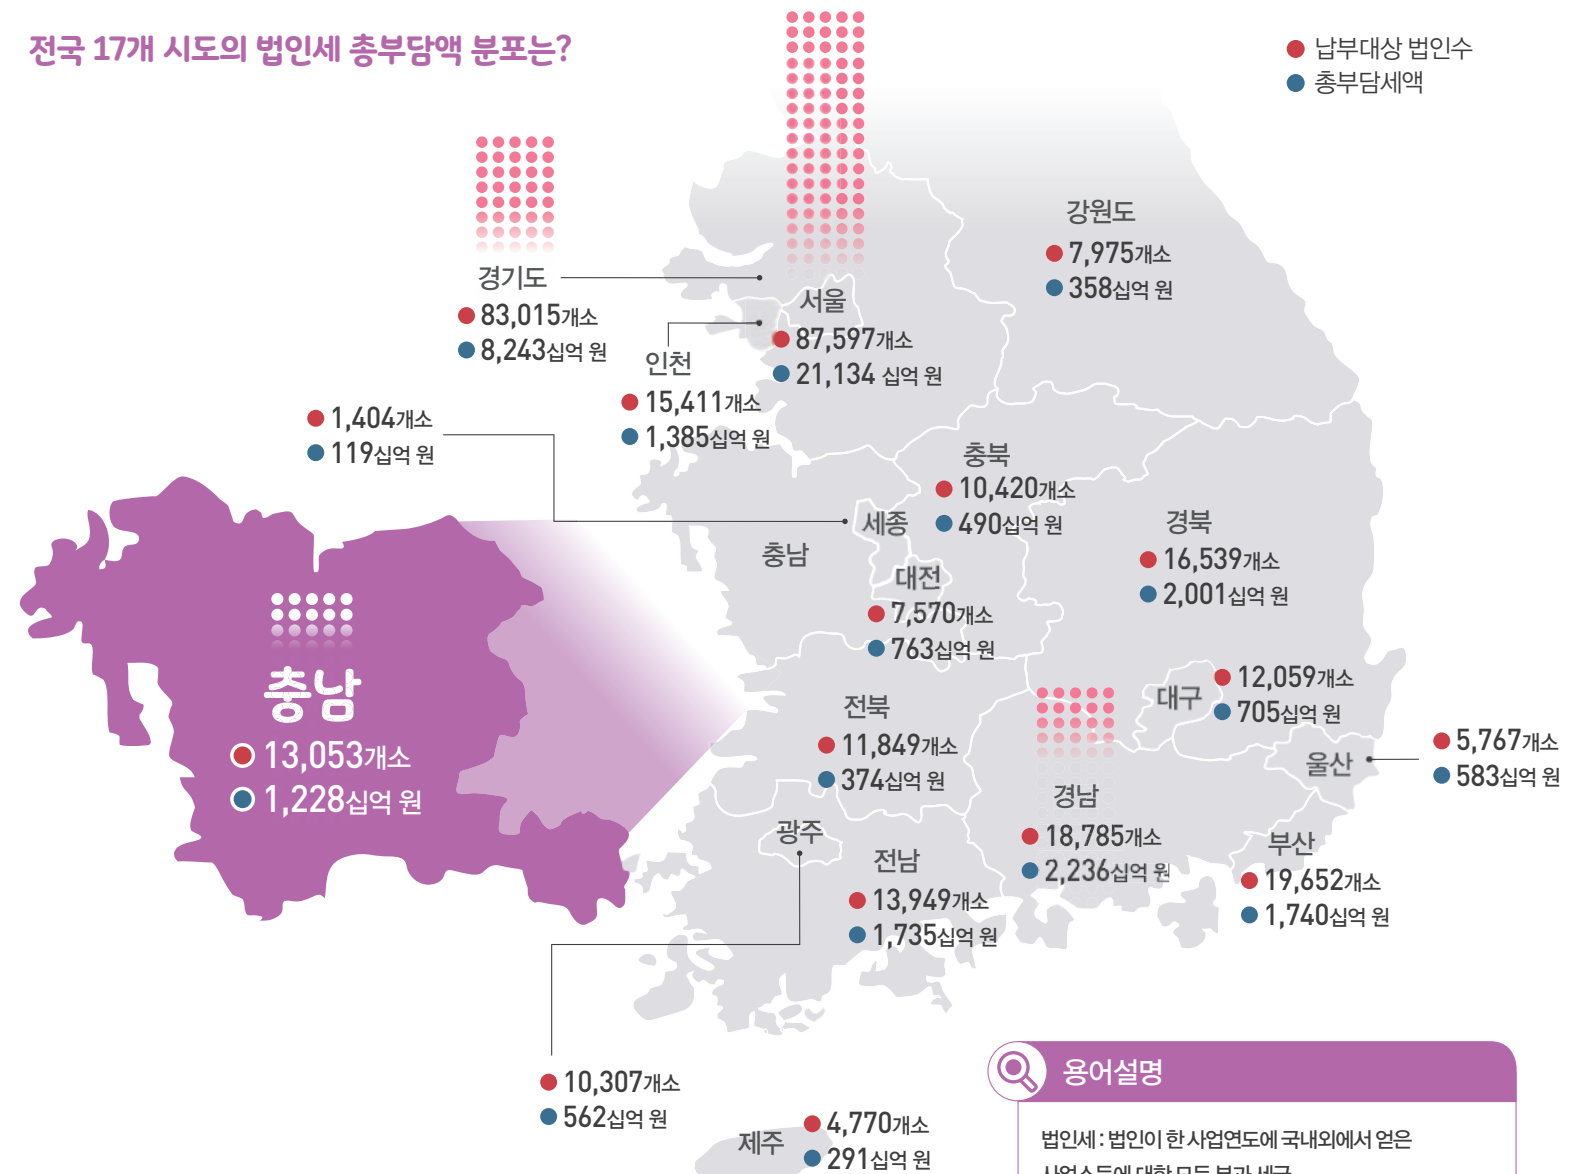 전국 17개 시도의 법인세 총부담액 분포는?
납부대상 법인수
총부담세액
강원도
7,975개소
358십억 원
경기도
83,015개소
8,243십억 원
서울
87,597개소
21,134 십억 원
인천
15,411개소
1,385십억 원
1,404개소
119십억 원
충북
10,420개소
490십억 원
세종
충남
대전
7,570개소
763십억 원
경북
16,539개소
2,001십억 원
충남
13,053개소
1,228십억 원
대구
12,059개소
705십억 원
전북
11,849개소
374십억 원
울산
5,767개소
583십억 원
경남
18,785개소
2,236십억 원
광주
전남
13,949개소
1,735십억 원
부산
19,652개소
1,740십억 원
10,307개소
562십억 원
제주
4,770개소
291십억 원
용어설명
법인세 : 법인이 한 사업연도에 국내외에서 얻은